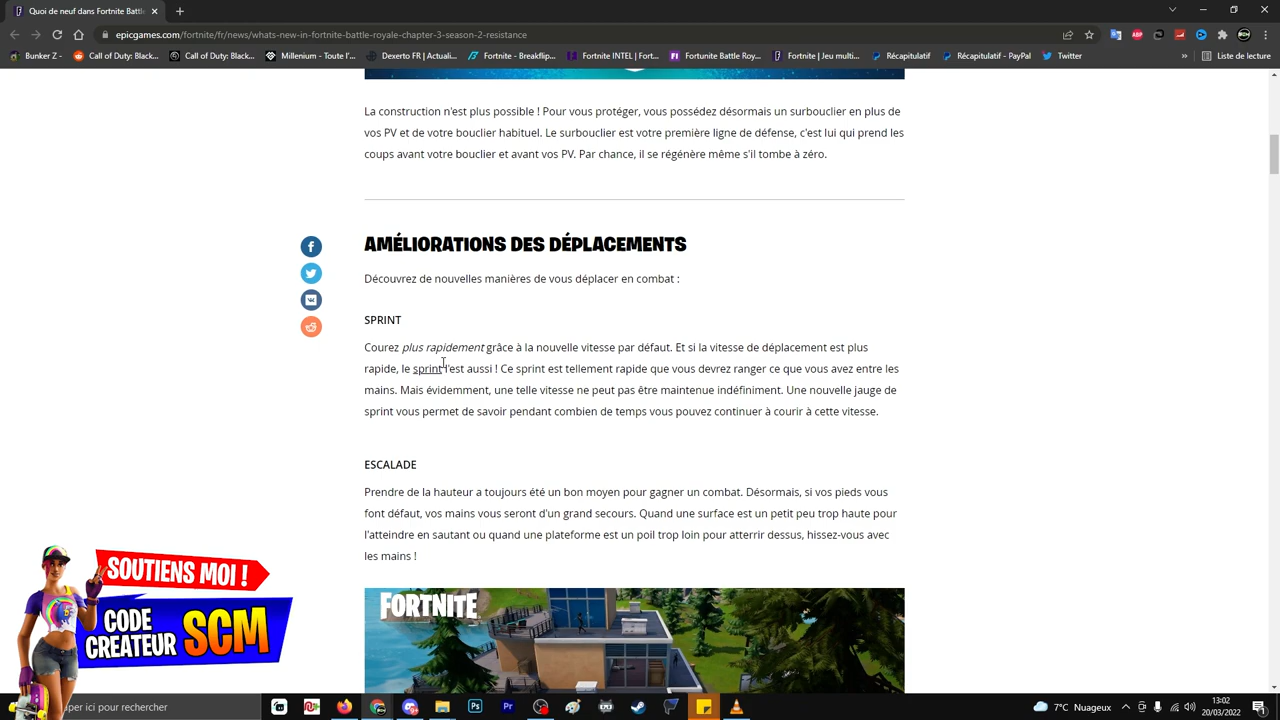 Quoi de neuf dans Fortnite Battle
epicgames.com/fortnite/fr/news/whats-new-in-fortnite-battle-royale-chapter-3-season-2-resistance
Bunker Z -
Call of Duty: Black...
Call of Duty: Black...
Millenium - Toute l'...
Dexerto FR | Actuali...
Fortnite - Breakflip...
Fortnite INTEL | Fort...
Fortunite Battle Roy...
Fortnite | Jeu multi...
Récapitulatif
Récapitulatif - PayPal
Twitter
»
Liste de lecture
La construction n'est plus possible ! Pour vous protéger, vous possédez désormais un surbouclier en plus de
vos PV et de votre bouclier habituel. Le surbouclier est votre première ligne de défense, c'est lui qui prend les
coups avant votre bouclier et avant vos PV. Par chance, il se régénère même s'il tombe à zéro.
AMÉLIORATIONS DES DÉPLACEMENTS
Découvrez de nouvelles manières de vous déplacer en combat :
SPRINT
Courez plus rapidement grâce à la nouvelle vitesse par défaut. Et si la vitesse de déplacement est plus
rapide, le sprint l'est aussi ! Ce sprint est tellement rapide que vous devrez ranger ce que vous avez entre les
mains. Mais évidemment, une telle vitesse ne peut pas être maintenue indéfiniment. Une nouvelle jauge de
sprint vous permet de savoir pendant combien de temps vous pouvez continuer à courir à cette vitesse.
ESCALADE
Prendre de la hauteur a toujours été un bon moyen pour gagner un combat. Désormais, si vos pieds vous
font défaut, vos mains vous seront d'un grand secours. Quand une surface est un petit peu trop haute pour
l'atteindre en sautant ou quand une plateforme est un poil trop loin pour atterrir dessus, hissez-vous avec
les mains !
FORTNITE
SOUTIENS MOI !
CODE
CREATEUR SCM
aper ici pour rechercher
7°C Nuageux
13:02
20/03/2022